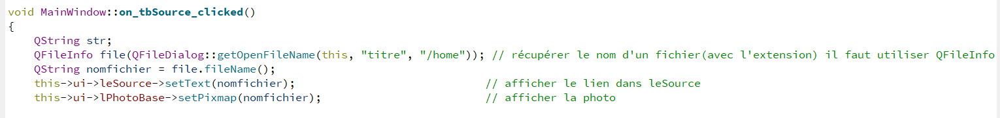 void MainWindow::on_tbSource_clicked()
{
    QString str;
    QFileInfo file(QFileDialog::getOpenFileName(this, "titre", "/home")); // récupérer le nom d'un fichier(avec l'extension) il faut utiliser QFileInfo
    QString nomfichier = file.fileName();
    this->ui->leSource->setText(nomfichier);                             // afficher le lien dans leSource
    this->ui->lPhotoBase->setPixmap(nomfichier);                         // afficher la photo